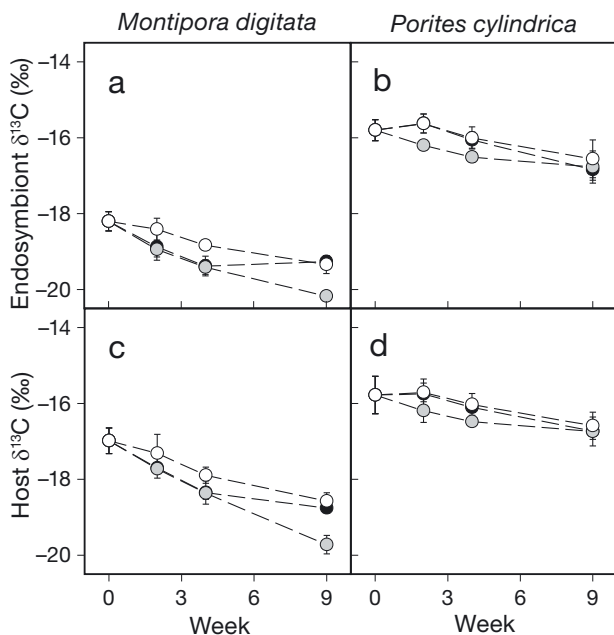 Montipora digitata
Porites cylindrica
Endosymbiont δ¹³C (‰)
−14
−16
−18
−20
a
b
Host δ¹³C (‰)
−14
−16
−18
−20
c
d
0 3 6 9 0 3 6 9
Week Week